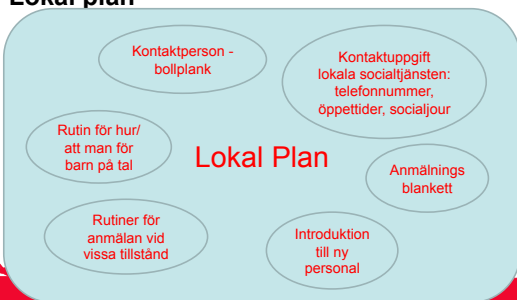 Lokal plan
Kontaktperson -
bollplank
Kontaktuppgift
lokala socialtjänsten:
telefonnummer,
öppettider, socialjour
Rutin för hur/
att man för
barn på tal
Lokal Plan
Anmälnings
blankett
Rutiner för
anmälan vid
vissa tillstånd
Introduktion
till ny
personal